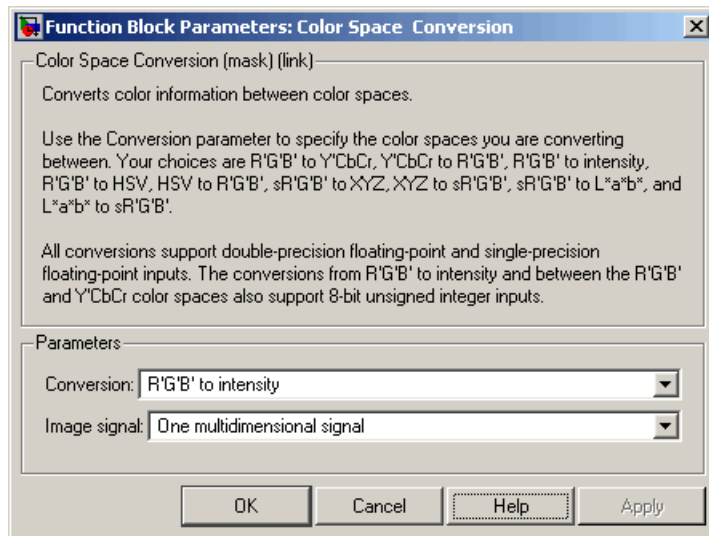 Function Block Parameters: Color Space Conversion
Color Space Conversion (mask) (link)
Converts color information between color spaces.
Use the Conversion parameter to specify the color spaces you are converting
between. Your choices are R'G'B' to Y'CbCr, Y'CbCr to R'G'B', R'G'B' to intensity,
R'G'B' to HSV, HSV to R'G'B', sR'G'B' to XYZ, XYZ to sR'G'B', sR'G'B' to L*a*b*, and
L*a*b* to sR'G'B'.
All conversions support double-precision floating-point and single-precision
floating-point inputs. The conversions from R'G'B' to intensity and between the R'G'B'
and Y'CbCr color spaces also support 8-bit unsigned integer inputs.
Parameters
Conversion: R'G'B' to intensity
Image signal: One multidimensional signal
OK Cancel Help Apply